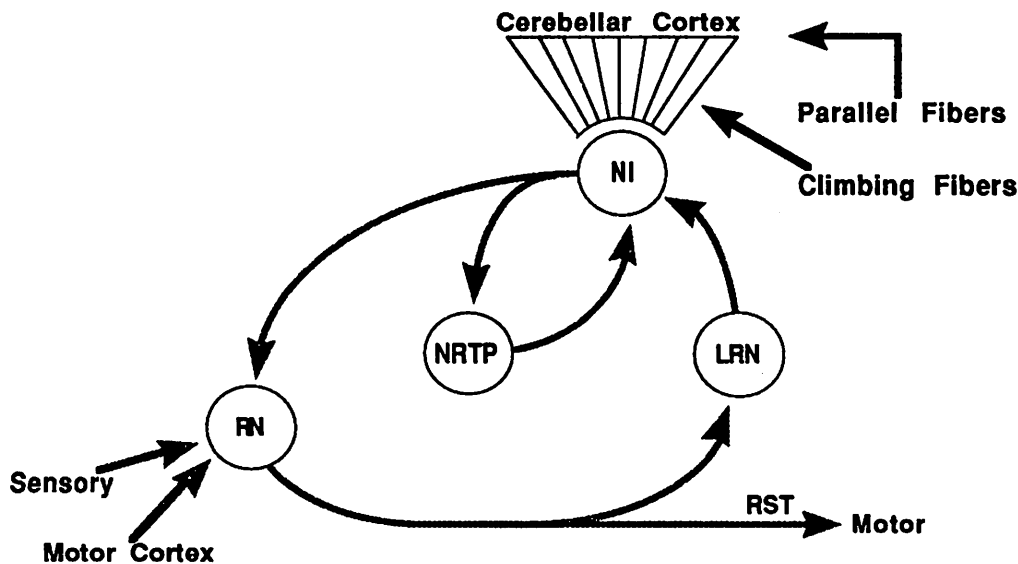 Cerebellar Cortex
Parallel Fibers
NI
Climbing Fibers
NRTP
LRN
RN
Sensory
RST
Motor
Motor Cortex